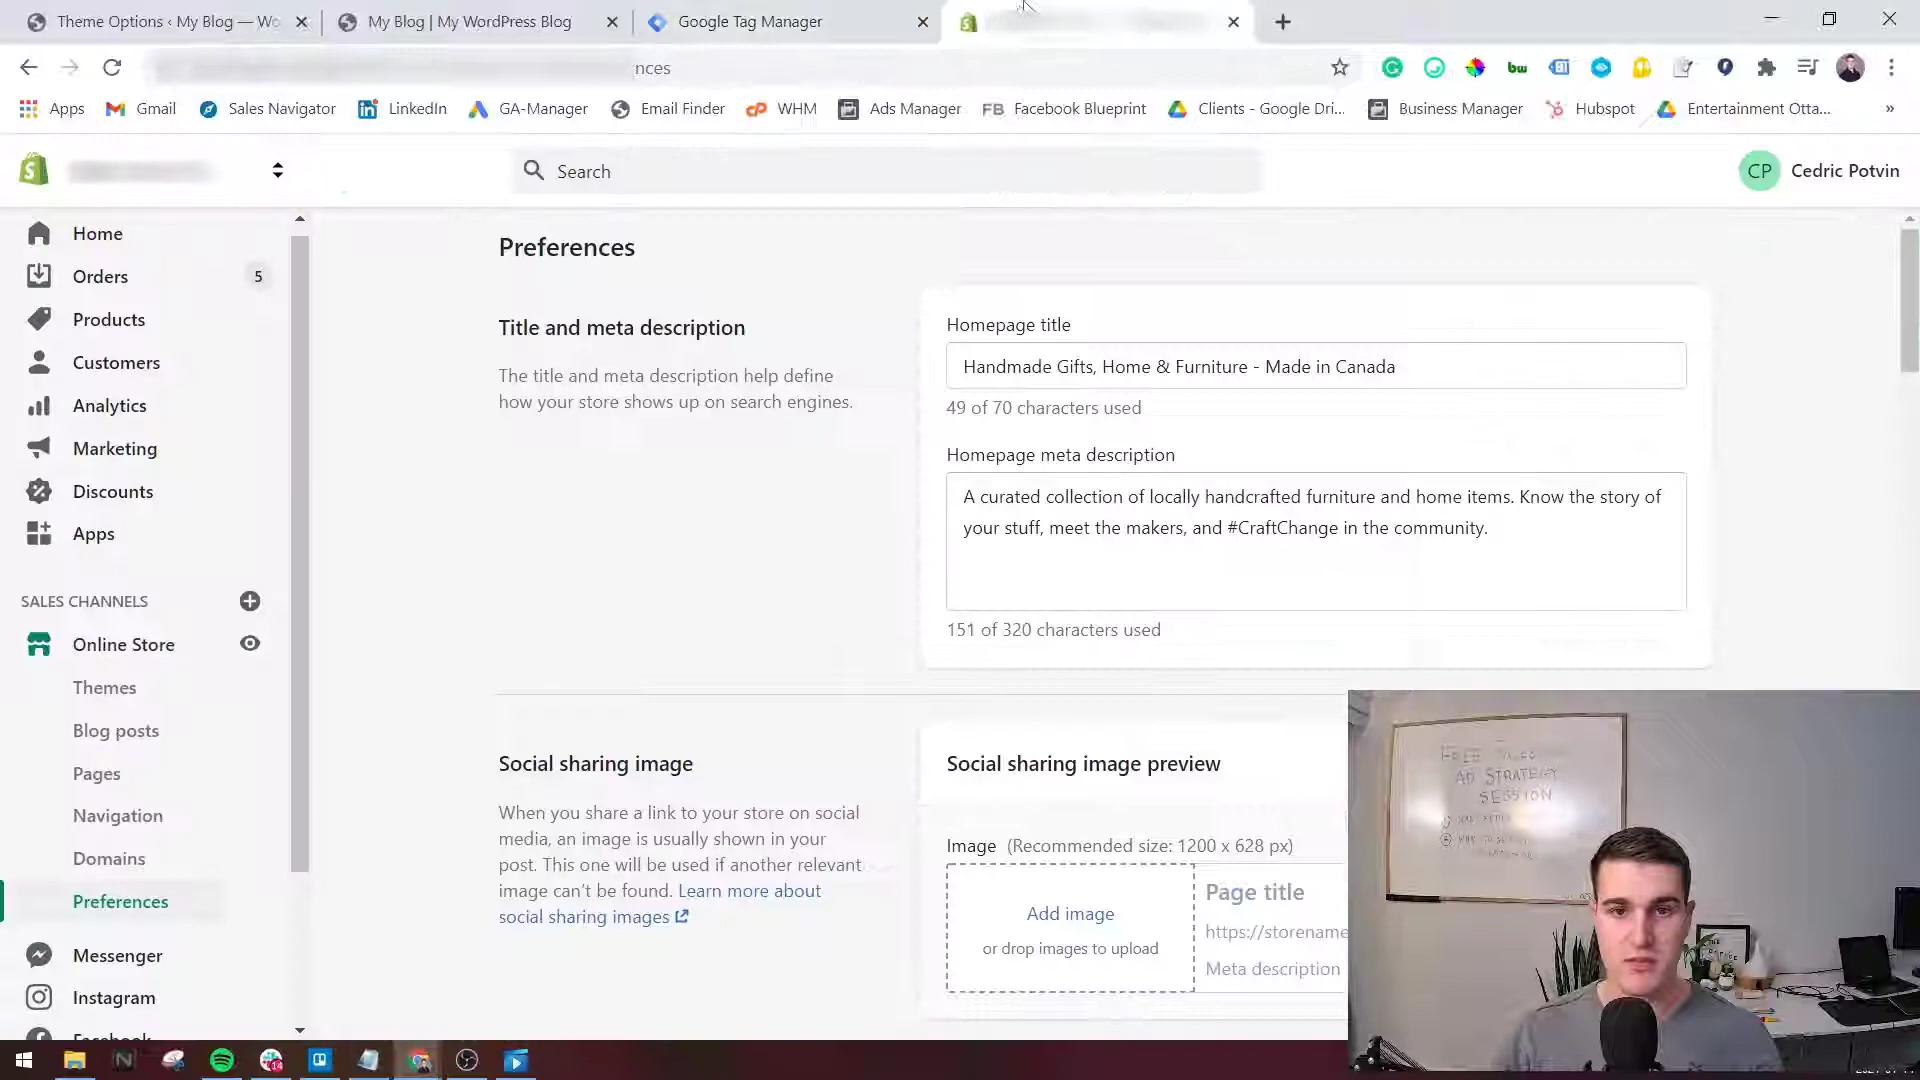 Theme Options ‹ My Blog — Wo
My Blog | My WordPress Blog
Google Tag Manager
nces
Apps
Gmail
Sales Navigator
LinkedIn
GA-Manager
Email Finder
WHM
Ads Manager
FB Facebook Blueprint
Clients - Google Dri...
Business Manager
Hubspot
Entertainment Otta...
»
bw
Search
CP
Cedric Potvin
Home
Orders
5
Products
Customers
Analytics
Marketing
Discounts
Apps
SALES CHANNELS
Online Store
Themes
Blog posts
Pages
Navigation
Domains
Preferences
Messenger
Instagram
Facebook
Preferences
Title and meta description
The title and meta description help define
how your store shows up on search engines.
Homepage title
Handmade Gifts, Home & Furniture - Made in Canada
49 of 70 characters used
Homepage meta description
A curated collection of locally handcrafted furniture and home items. Know the story of
your stuff, meet the makers, and #CraftChange in the community.
151 of 320 characters used
Social sharing image
When you share a link to your store on social
media, an image is usually shown in your
post. This one will be used if another relevant
image can't be found. Learn more about
social sharing images
Social sharing image preview
Image (Recommended size: 1200 x 628 px)
Add image
or drop images to upload
Page title
https://storename
Meta description
AD STRATEGY
SESSION
14